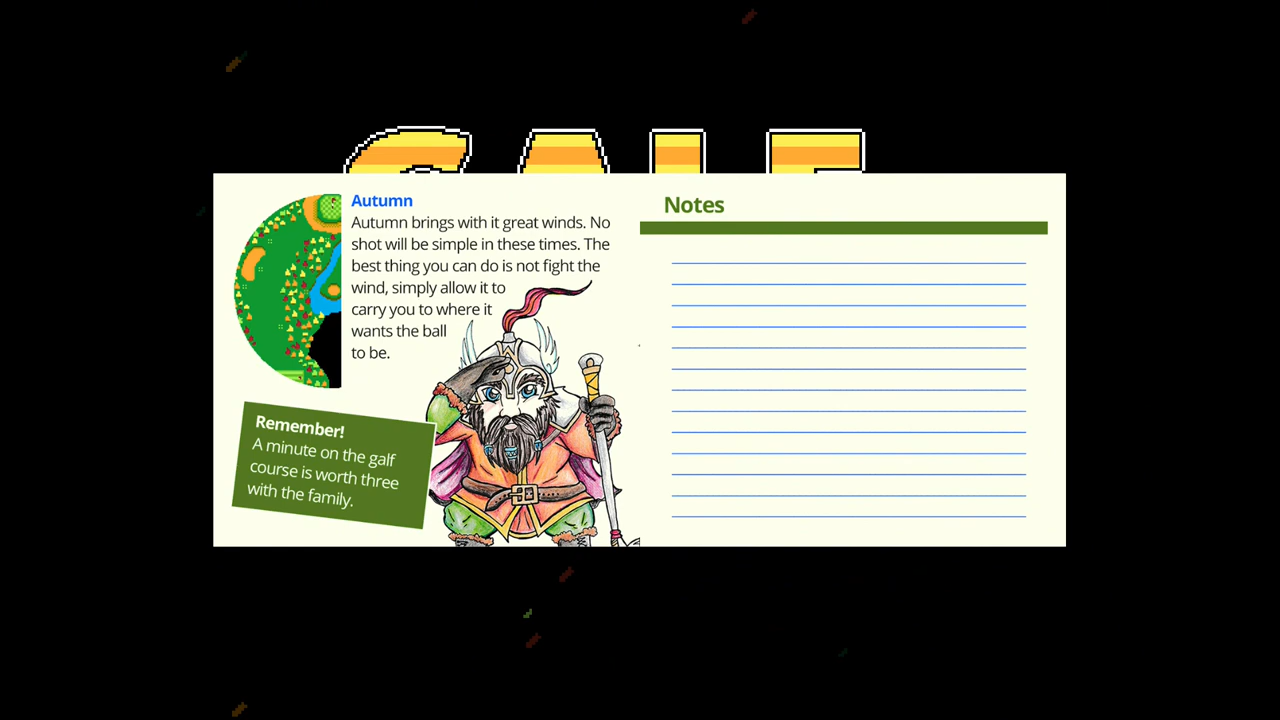 GALF
Autumn
Autumn brings with it great winds. No
shot will be simple in these times. The
best thing you can do is not fight the
wind, simply allow it to
carry you to where it
wants the ball
to be.
Remember!
A minute on the galf
course is worth three
with the family.
Notes